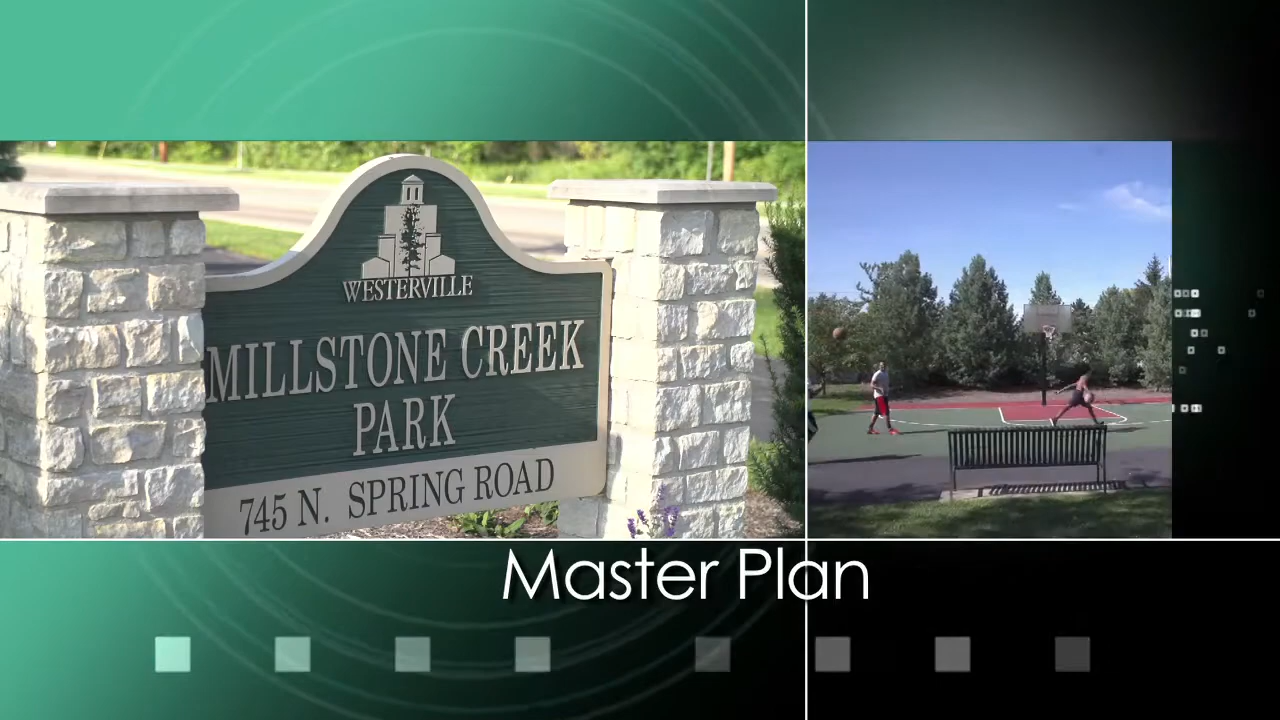 WESTERVILLE
MILLSTONE CREEK
PARK
745 N. SPRING ROAD
Master Plan